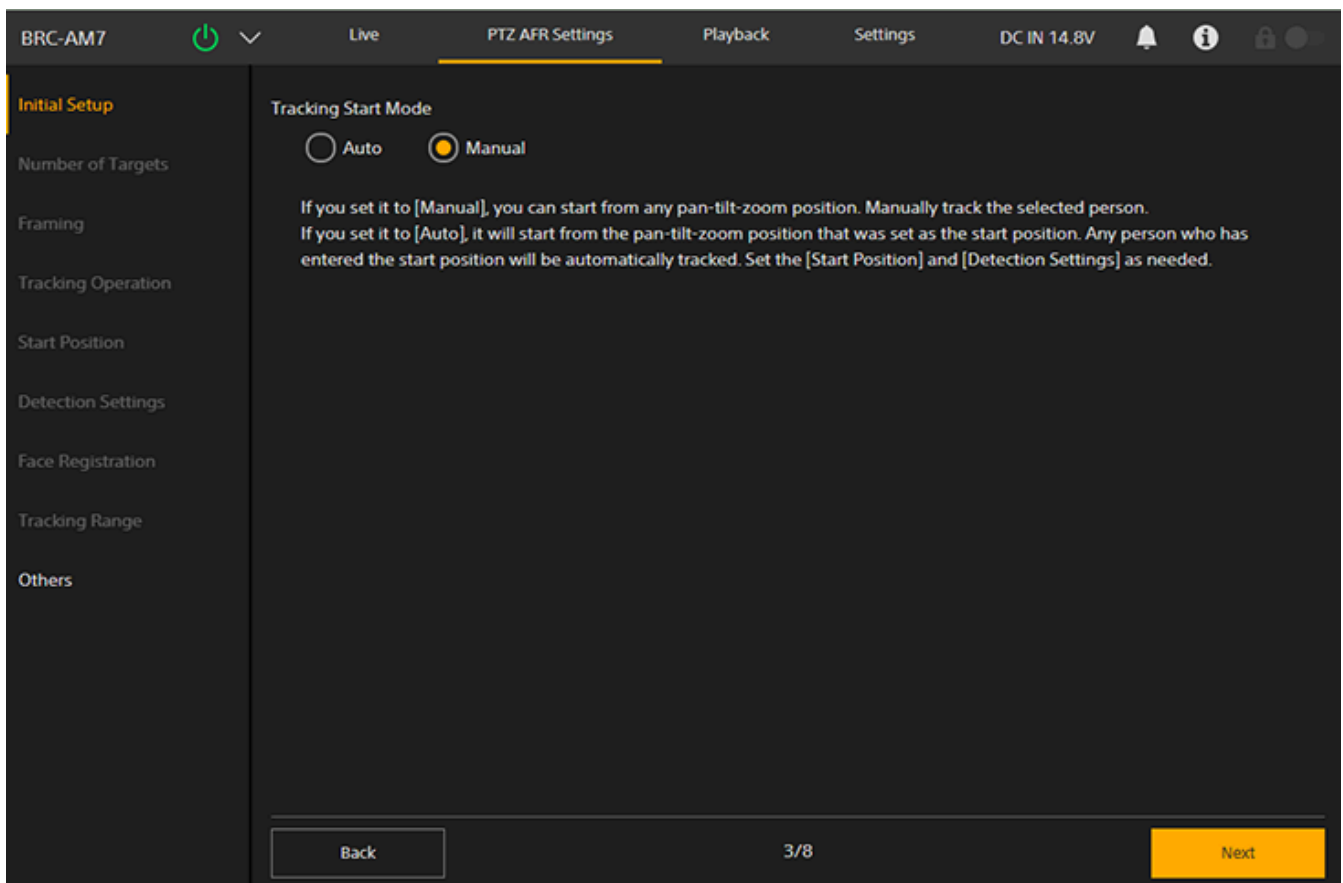 BRC-AM7
Live
PTZ AFR Settings
Playback
Settings
DC IN 14.8V
Initial Setup
Number of Targets
Framing
Tracking Operation
Start Position
Detection Settings
Face Registration
Tracking Range
Others
Tracking Start Mode
Auto
Manual
If you set it to [Manual], you can start from any pan-tilt-zoom position. Manually track the selected person.
If you set it to [Auto], it will start from the pan-tilt-zoom position that was set as the start position. Any person who has
entered the start position will be automatically tracked. Set the [Start Position] and [Detection Settings] as needed.
Back
3/8
Next